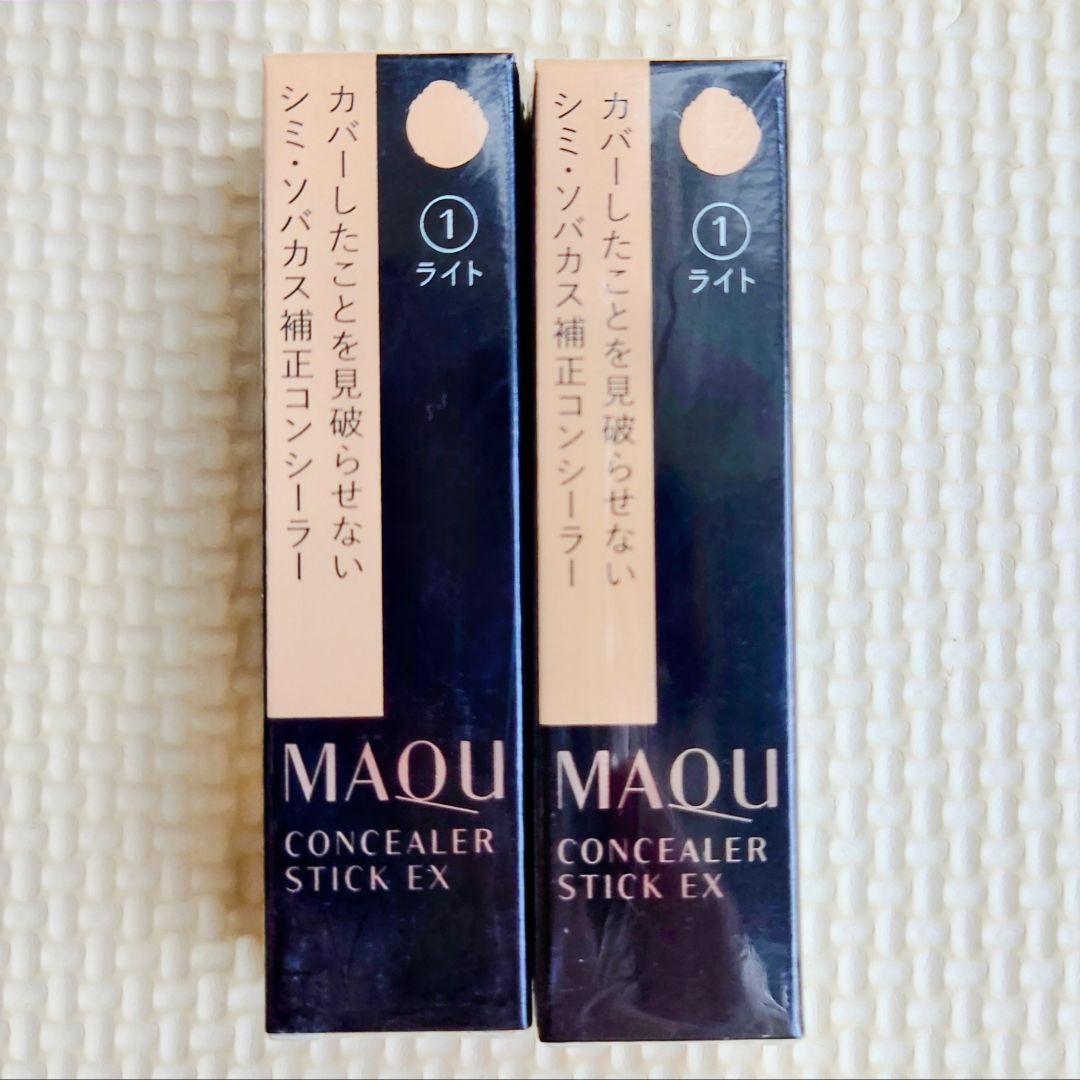 カバーしたことを見破らせない
シミ・ソバカス補正コンシーラー
①
ライト
MAQU
CONCEALER
STICK EX
カバーしたことを見破らせない
シミ・ソバカス補正コンシーラー
①
ライト
MAQU
CONCEALER
STICK EX